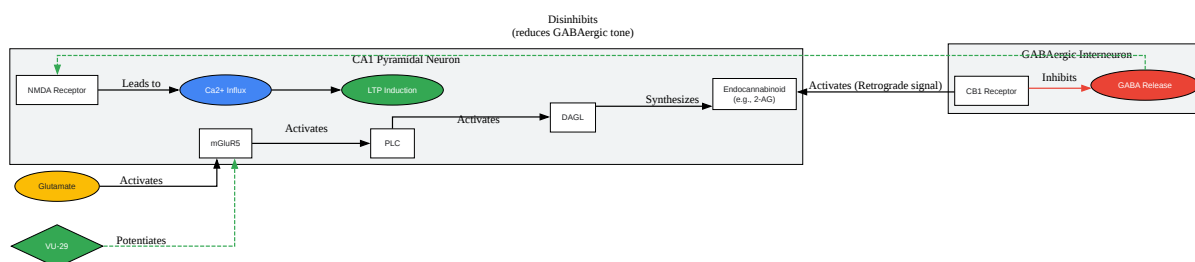 Disinhibits
(reduces GABAergic tone)
CA1 Pyramidal Neuron
GABAergic Interneuron
NMDA Receptor
Leads to
Ca2+ Influx
LTP Induction
Endocannabinoid
(e.g., 2-AG)
Activates (Retrograde signal)
CB1 Receptor
Inhibits
GABA Release
Synthesizes
DAGL
Activates
mGluR5
Activates
PLC
Glutamate
Activates
VU-29
Potentiates